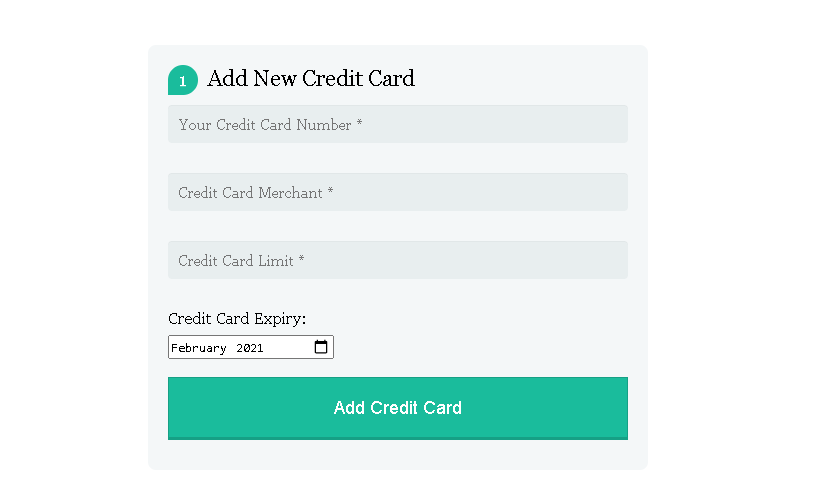 1 Add New Credit Card
Your Credit Card Number *
Credit Card Merchant *
Credit Card Limit *
Credit Card Expiry:
February 2021
Add Credit Card